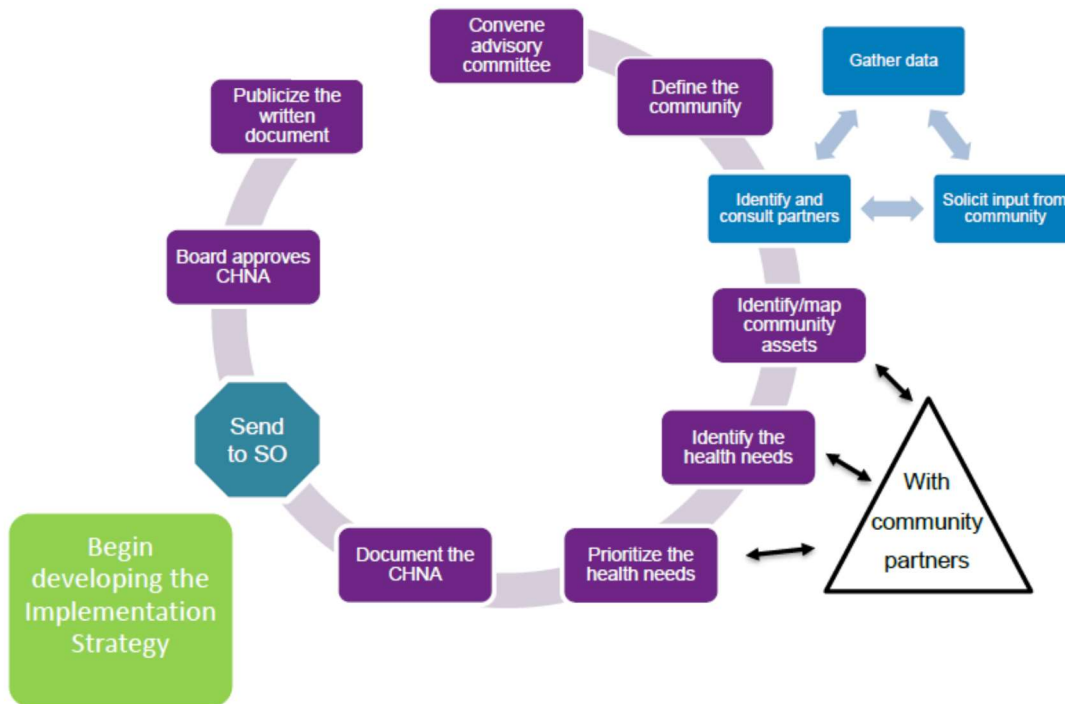 Convene
advisory
committee
Define the
community
Gather data
Identify and
consult partners
Solicit input from
community
Identify/map
community
assets
Identify the
health needs
With
community
partners
Prioritize the
health needs
Document the
CHNA
Send
to SO
Board approves
CHNA
Publicize the
written
document
Begin
developing the
Implementation
Strategy